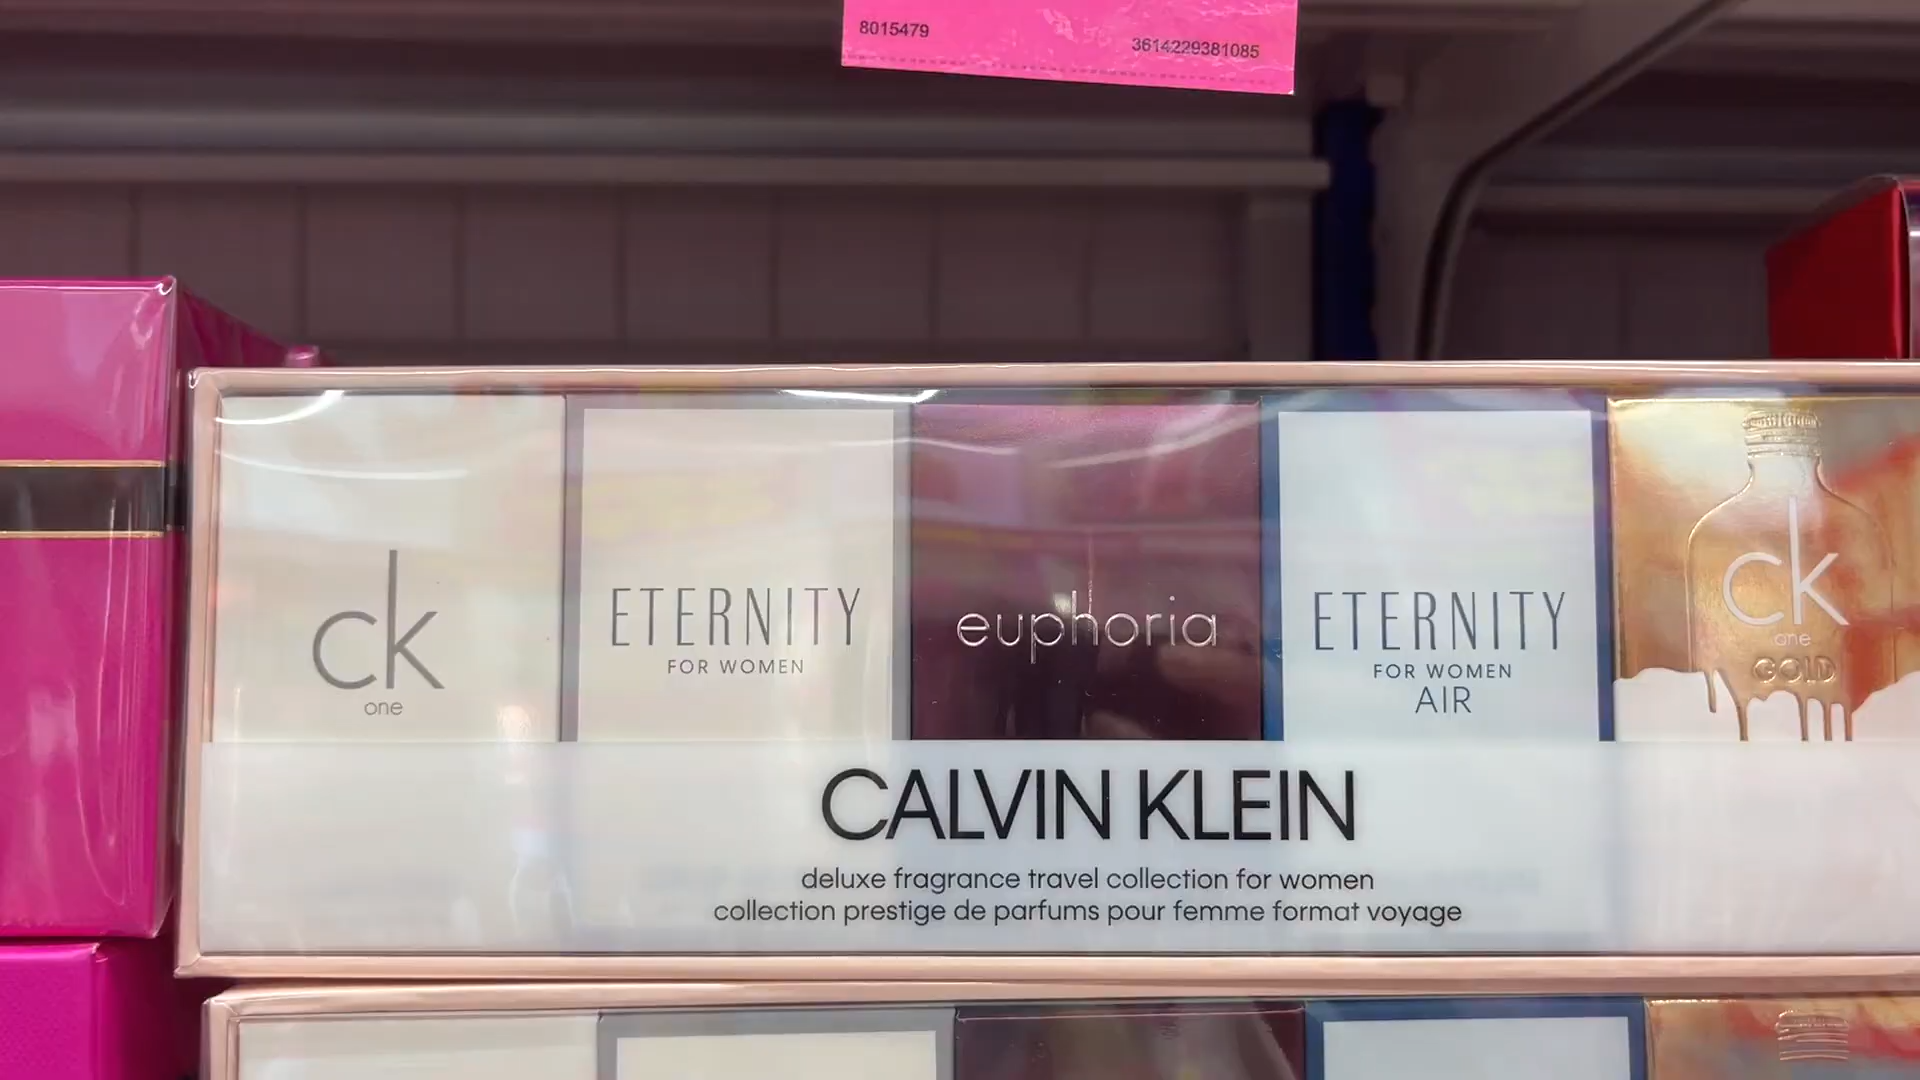 8015479
3614229381085
ck
one
ETERNITY
FOR WOMEN
euphoria
ETERNITY
FOR WOMEN
AIR
ck
one
GOLD
CALVIN KLEIN
deluxe fragrance travel collection for women
collection prestige de parfums pour femme format voyage